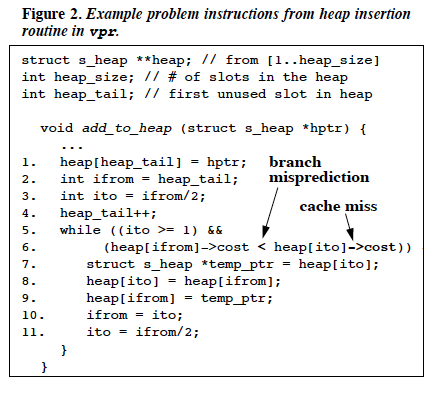 Figure 2. Example problem instructions from heap insertion
routine in vpr.
struct s_heap **heap; // from [1..heap_size]
int heap_size; // # of slots in the heap
int heap_tail; // first unused slot in heap
void add_to_heap (struct s_heap *hptr) {
...
1. heap[heap_tail] = hptr; branch
2. int ifrom = heap_tail; misprediction
3. int ito = ifrom/2;
4. heap_tail++; cache miss
5. while ((ito >= 1) &&
6. (heap[ifrom]->cost < heap[ito]->cost))
7. struct s_heap *temp_ptr = heap[ito];
8. heap[ito] = heap[ifrom];
9. heap[ifrom] = temp_ptr;
10. ifrom = ito;
11. ito = ifrom/2;
}
}